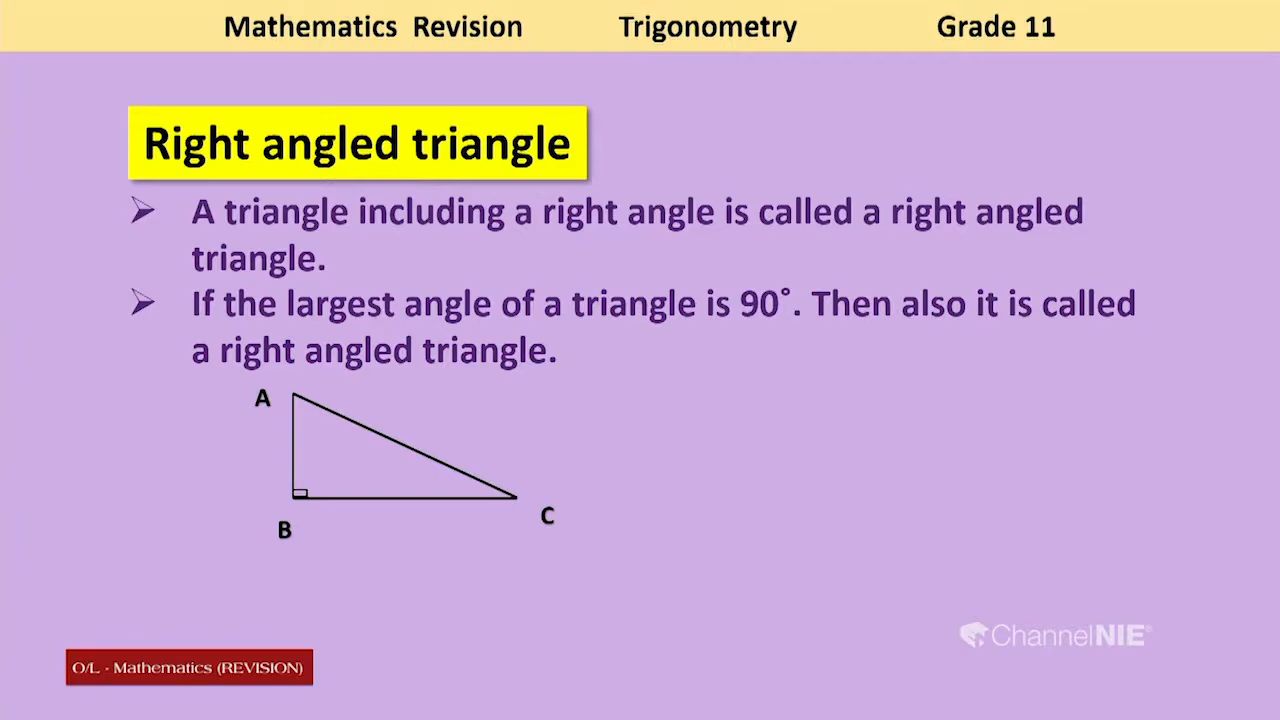 Mathematics Revision Trigonometry Grade 11
Right angled triangle
➢ A triangle including a right angle is called a right angled
triangle.
➢ If the largest angle of a triangle is 90˚. Then also it is called
a right angled triangle.
A
B
C
ChannelNIE®
O/L - Mathematics (REVISION)